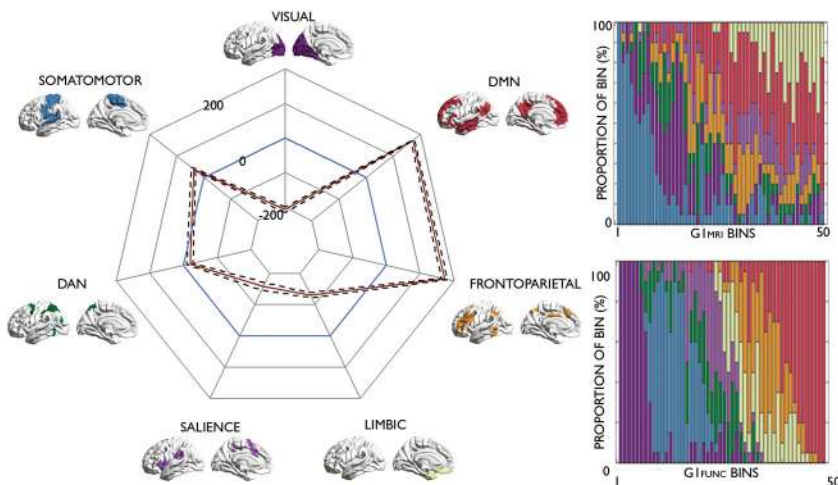 VISUAL
SOMATOMOTOR
DMN
200
0
-200
DAN
FRONTOPARIETAL
SALIENCE
LIMBIC
100
PROPORTION OF BIN (%)
0
1
G1MRI BINS
50
100
PROPORTION OF BIN (%)
0
1
G1FUNC BINS
50